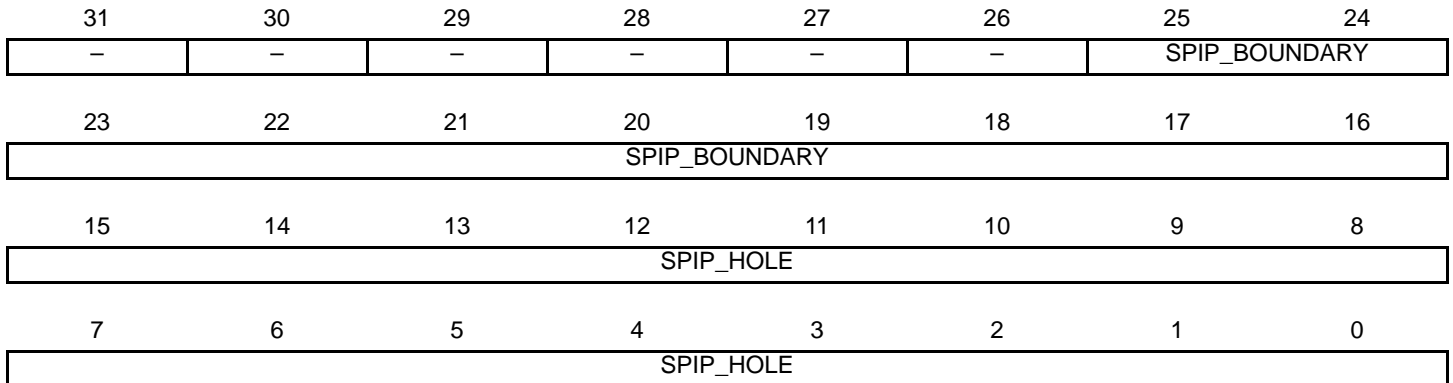 31 30 29 28 27 26 25 24
– – – – – – SPIP_BOUNDARY
23 22 21 20 19 18 17 16
SPIP_BOUNDARY
15 14 13 12 11 10 9 8
SPIP_HOLE
7 6 5 4 3 2 1 0
SPIP_HOLE